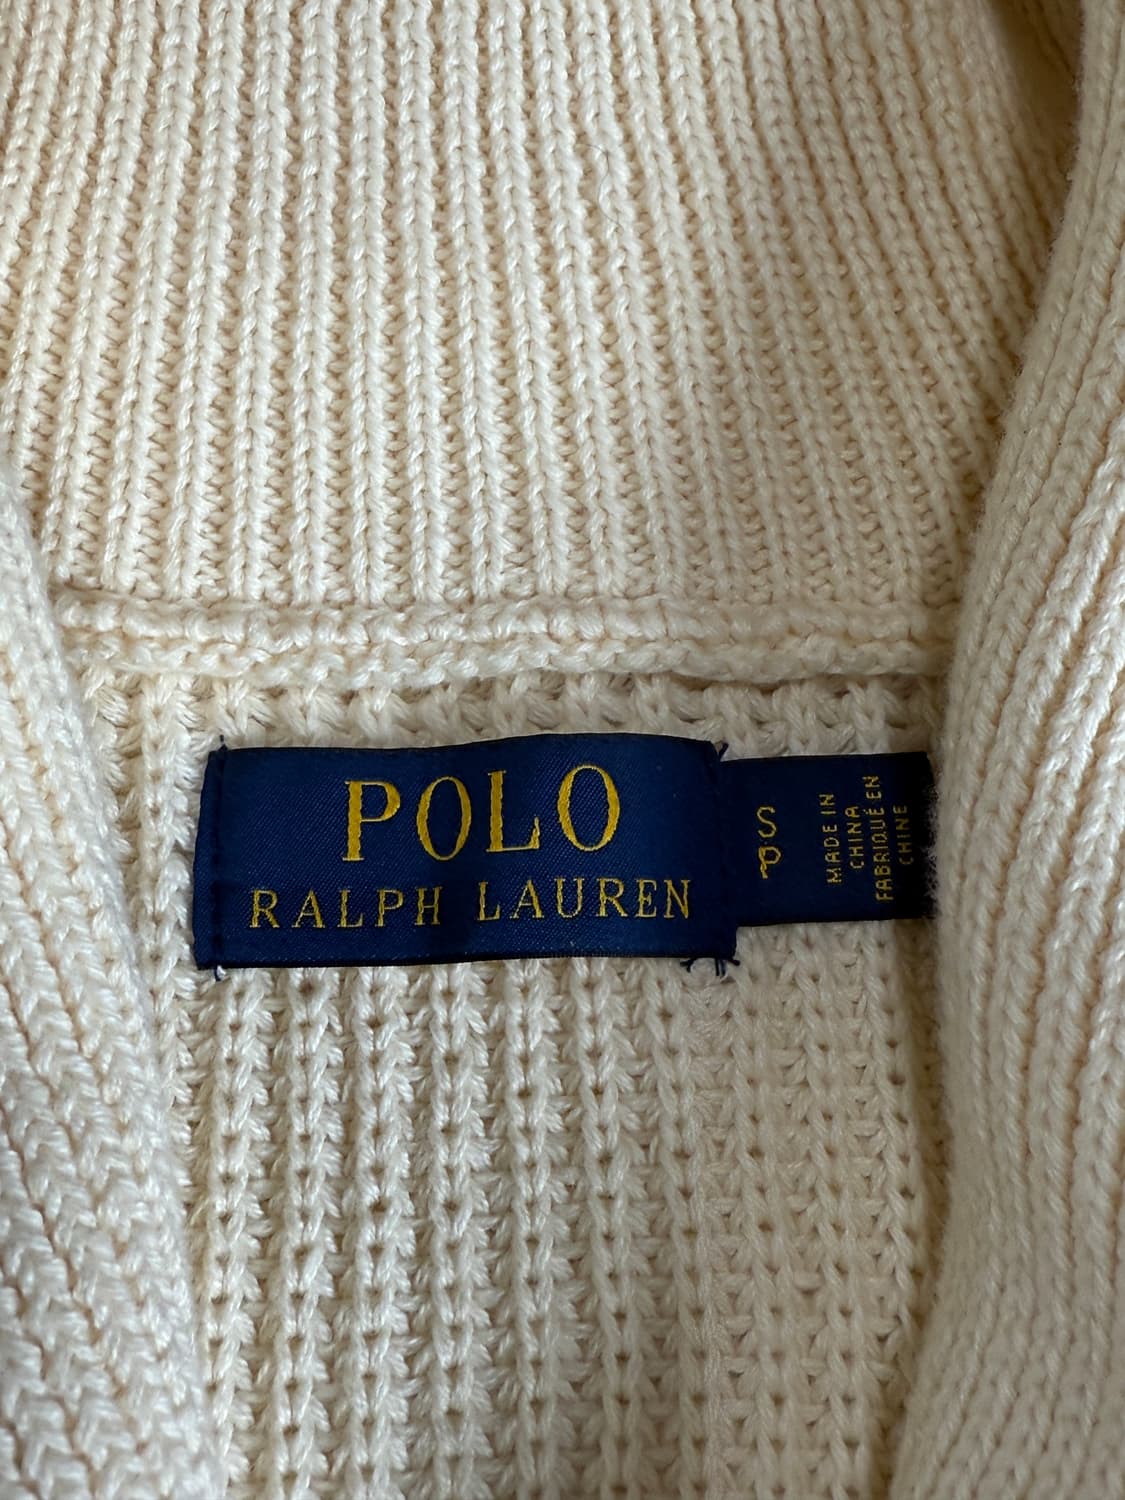 POLO
RALPH LAUREN
S
P
MADE IN
CHINA
FABRIQUÉ EN
CHINE